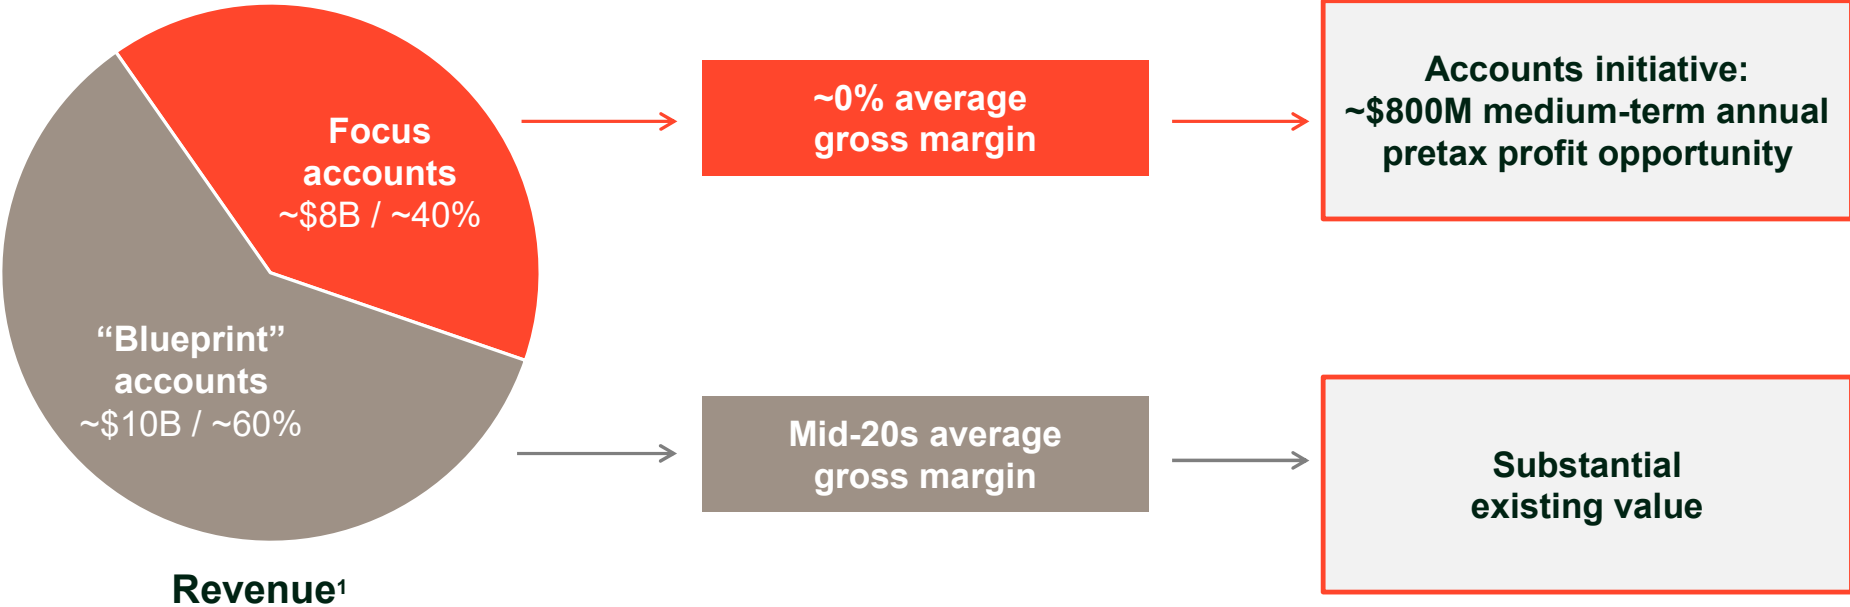 Focus
accounts
~$8B / ~40%
~0% average
gross margin
Accounts initiative:
~$800M medium-term annual
pretax profit opportunity
“Blueprint”
accounts
~$10B / ~60%
Mid-20s average
gross margin
Substantial
existing value
Revenue¹